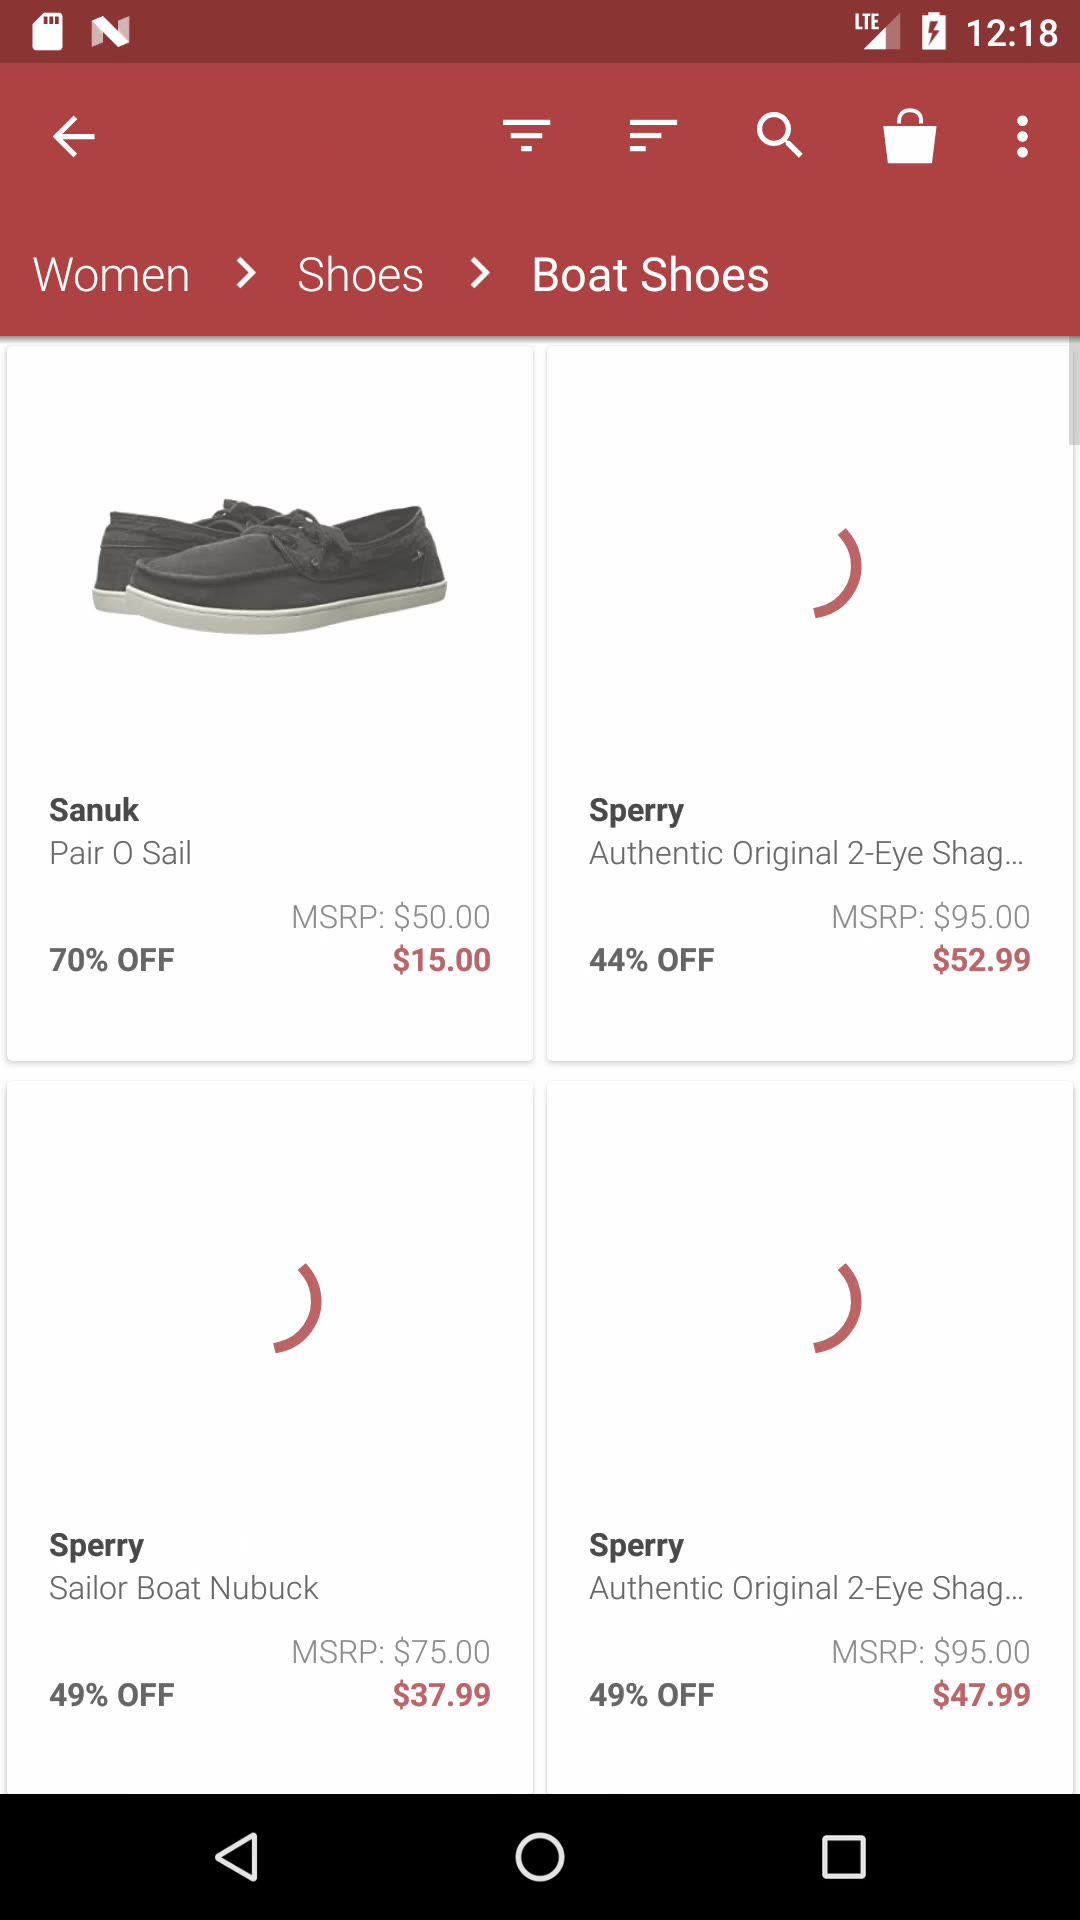 LTE 12:18
Women > Shoes > Boat Shoes
Sanuk
Pair O Sail
MSRP: $50.00
70% OFF $15.00
Sperry
Authentic Original 2-Eye Shag...
MSRP: $95.00
44% OFF $52.99
Sperry
Sailor Boat Nubuck
MSRP: $75.00
49% OFF $37.99
Sperry
Authentic Original 2-Eye Shag...
MSRP: $95.00
49% OFF $47.99